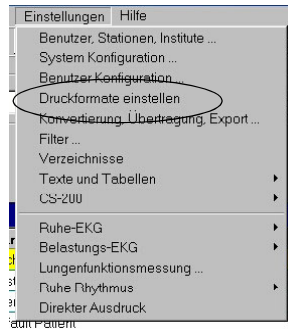 Einstellungen Hilfe
Benutzer, Stationen, Institute ...
System Konfiguration ...
Benutzer Konfiguration ...
Druckformate einstellen
Konvertierung, Übertragung, Export ...
Filter ...
Verzeichnisse
Texte und Tabellen
CS-200
Ruhe-EKG
Belastungs-EKG
Lungenfunktionsmessung ...
Ruhe Rhythmus
Direkter Ausdruck
ault Patient